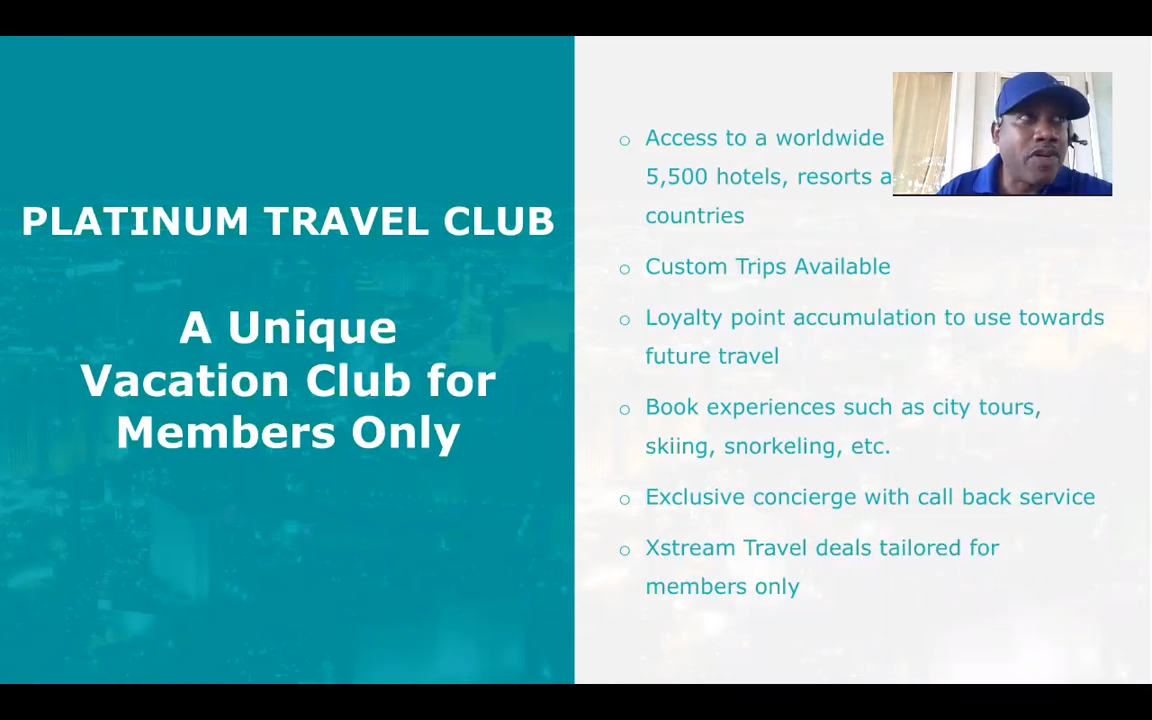 PLATINUM TRAVEL CLUB
A Unique
Vacation Club for
Members Only
○ Access to a worldwide
5,500 hotels, resorts
countries
○ Custom Trips Available
○ Loyalty point accumulation to use towards
future travel
○ Book experiences such as city tours,
skiing, snorkeling, etc.
○ Exclusive concierge with call back service
○ Xstream Travel deals tailored for
members only